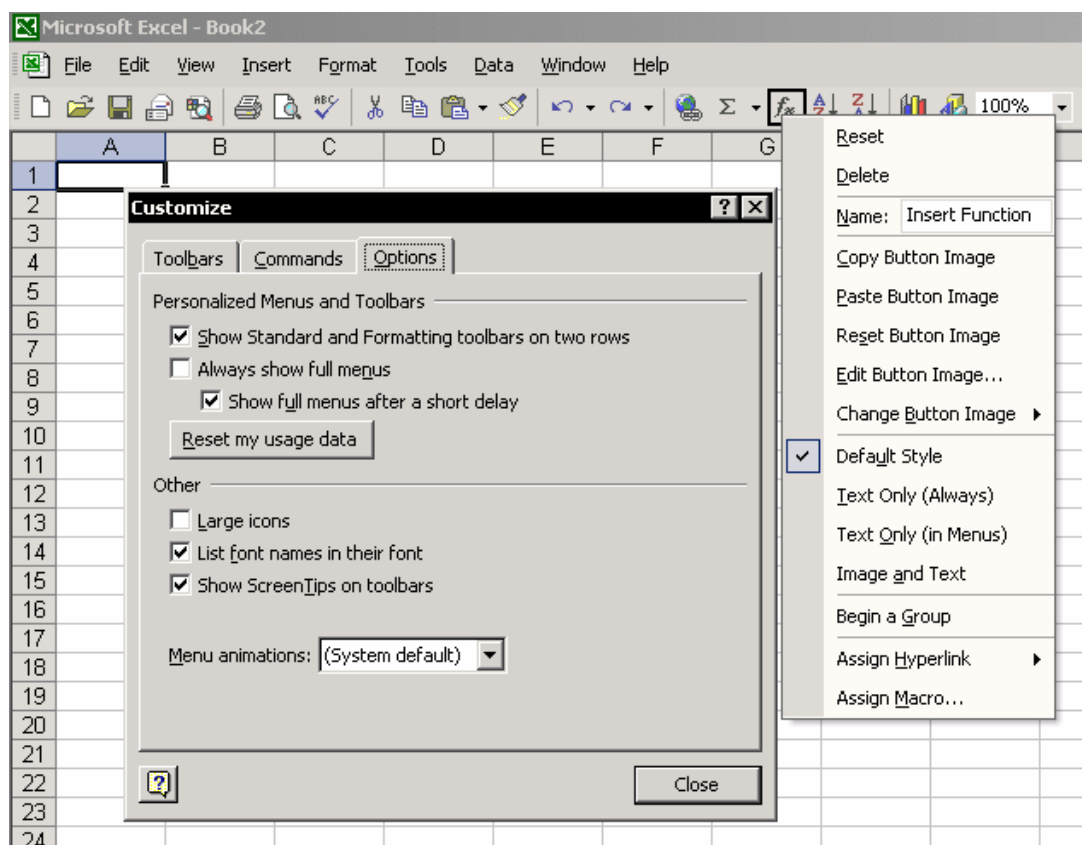 Microsoft Excel - Book2
File Edit View Insert Format Tools Data Window Help
ABC Σ fx A Z Z A 100%
A B C D E F G
1
2
3
4
5
6
7
8
9
10
11
12
13
14
15
16
17
18
19
20
21
22
23
24
Customize ?
Toolbars Commands Options
Personalized Menus and Toolbars
Show Standard and Formatting toolbars on two rows
Always show full menus
Show full menus after a short delay
Reset my usage data
Other
Large icons
List font names in their font
Show ScreenTips on toolbars
Menu animations: (System default)
? Close
Reset
Delete
Name: Insert Function
Copy Button Image
Paste Button Image
Reset Button Image
Edit Button Image...
Change Button Image
Default Style
Text Only (Always)
Text Only (in Menus)
Image and Text
Begin a Group
Assign Hyperlink
Assign Macro...